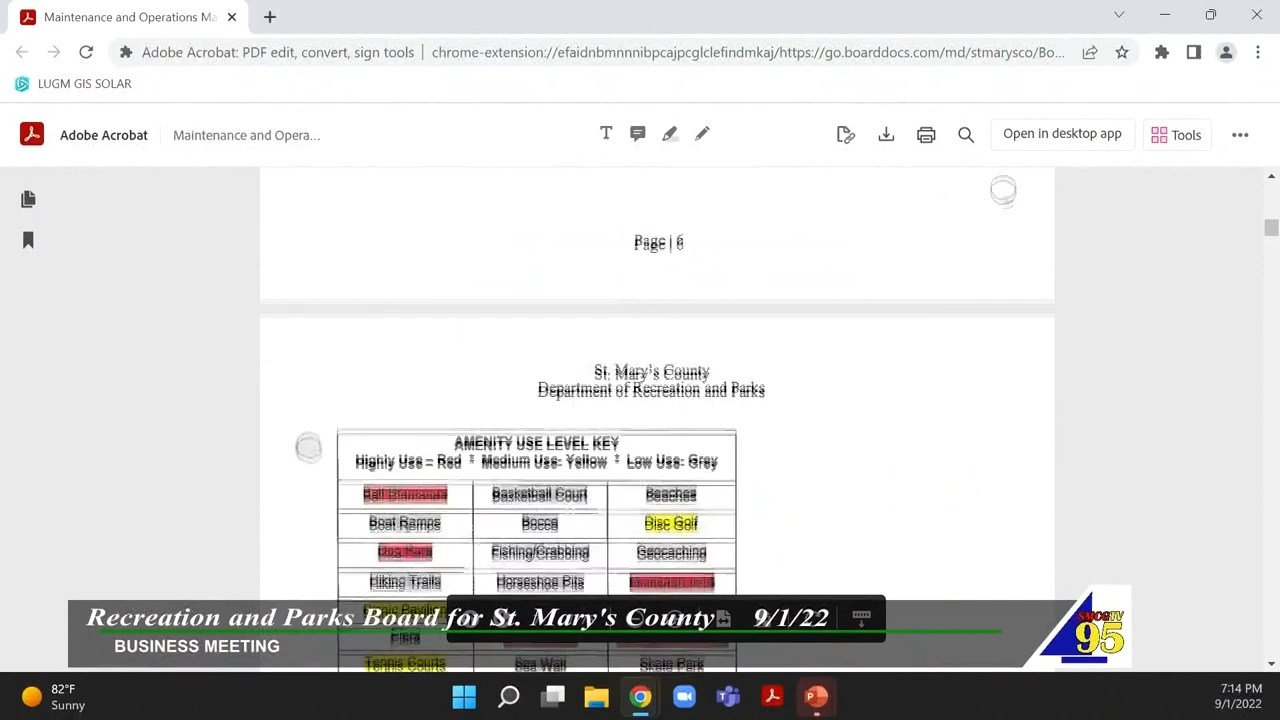 Maintenance and Operations Ma
LUGM GIS SOLAR
Adobe Acrobat: PDF edit, convert, sign tools
chrome-extension://efaidnbmnnnibpcajpcglclefindmkaj/https://go.boarddocs.com/md/stmarysco/Bo...
Adobe Acrobat
Maintenance and Opera...
Open in desktop app
Tools
Page | 6
St. Mary's County
Department of Recreation and Parks
AMENITY USE LEVEL KEY
Highly Use = Red * Medium Use- Yellow * Low Use- Grey
Ball Diamonds Basketball Court Beaches
Boat Ramps Bocce Disc Golf
Dog Park Fishing/Crabbing Geocaching
Hiking Trails Horseshoe Pits
Picnic Pavilion
Piers
Tennis Courts Sea Wall Skate Park
Recreation and Parks Board for St. Mary's County 9/1/22
BUSINESS MEETING
SMCGTV
95
82°F
Sunny
7:14 PM
9/1/2022